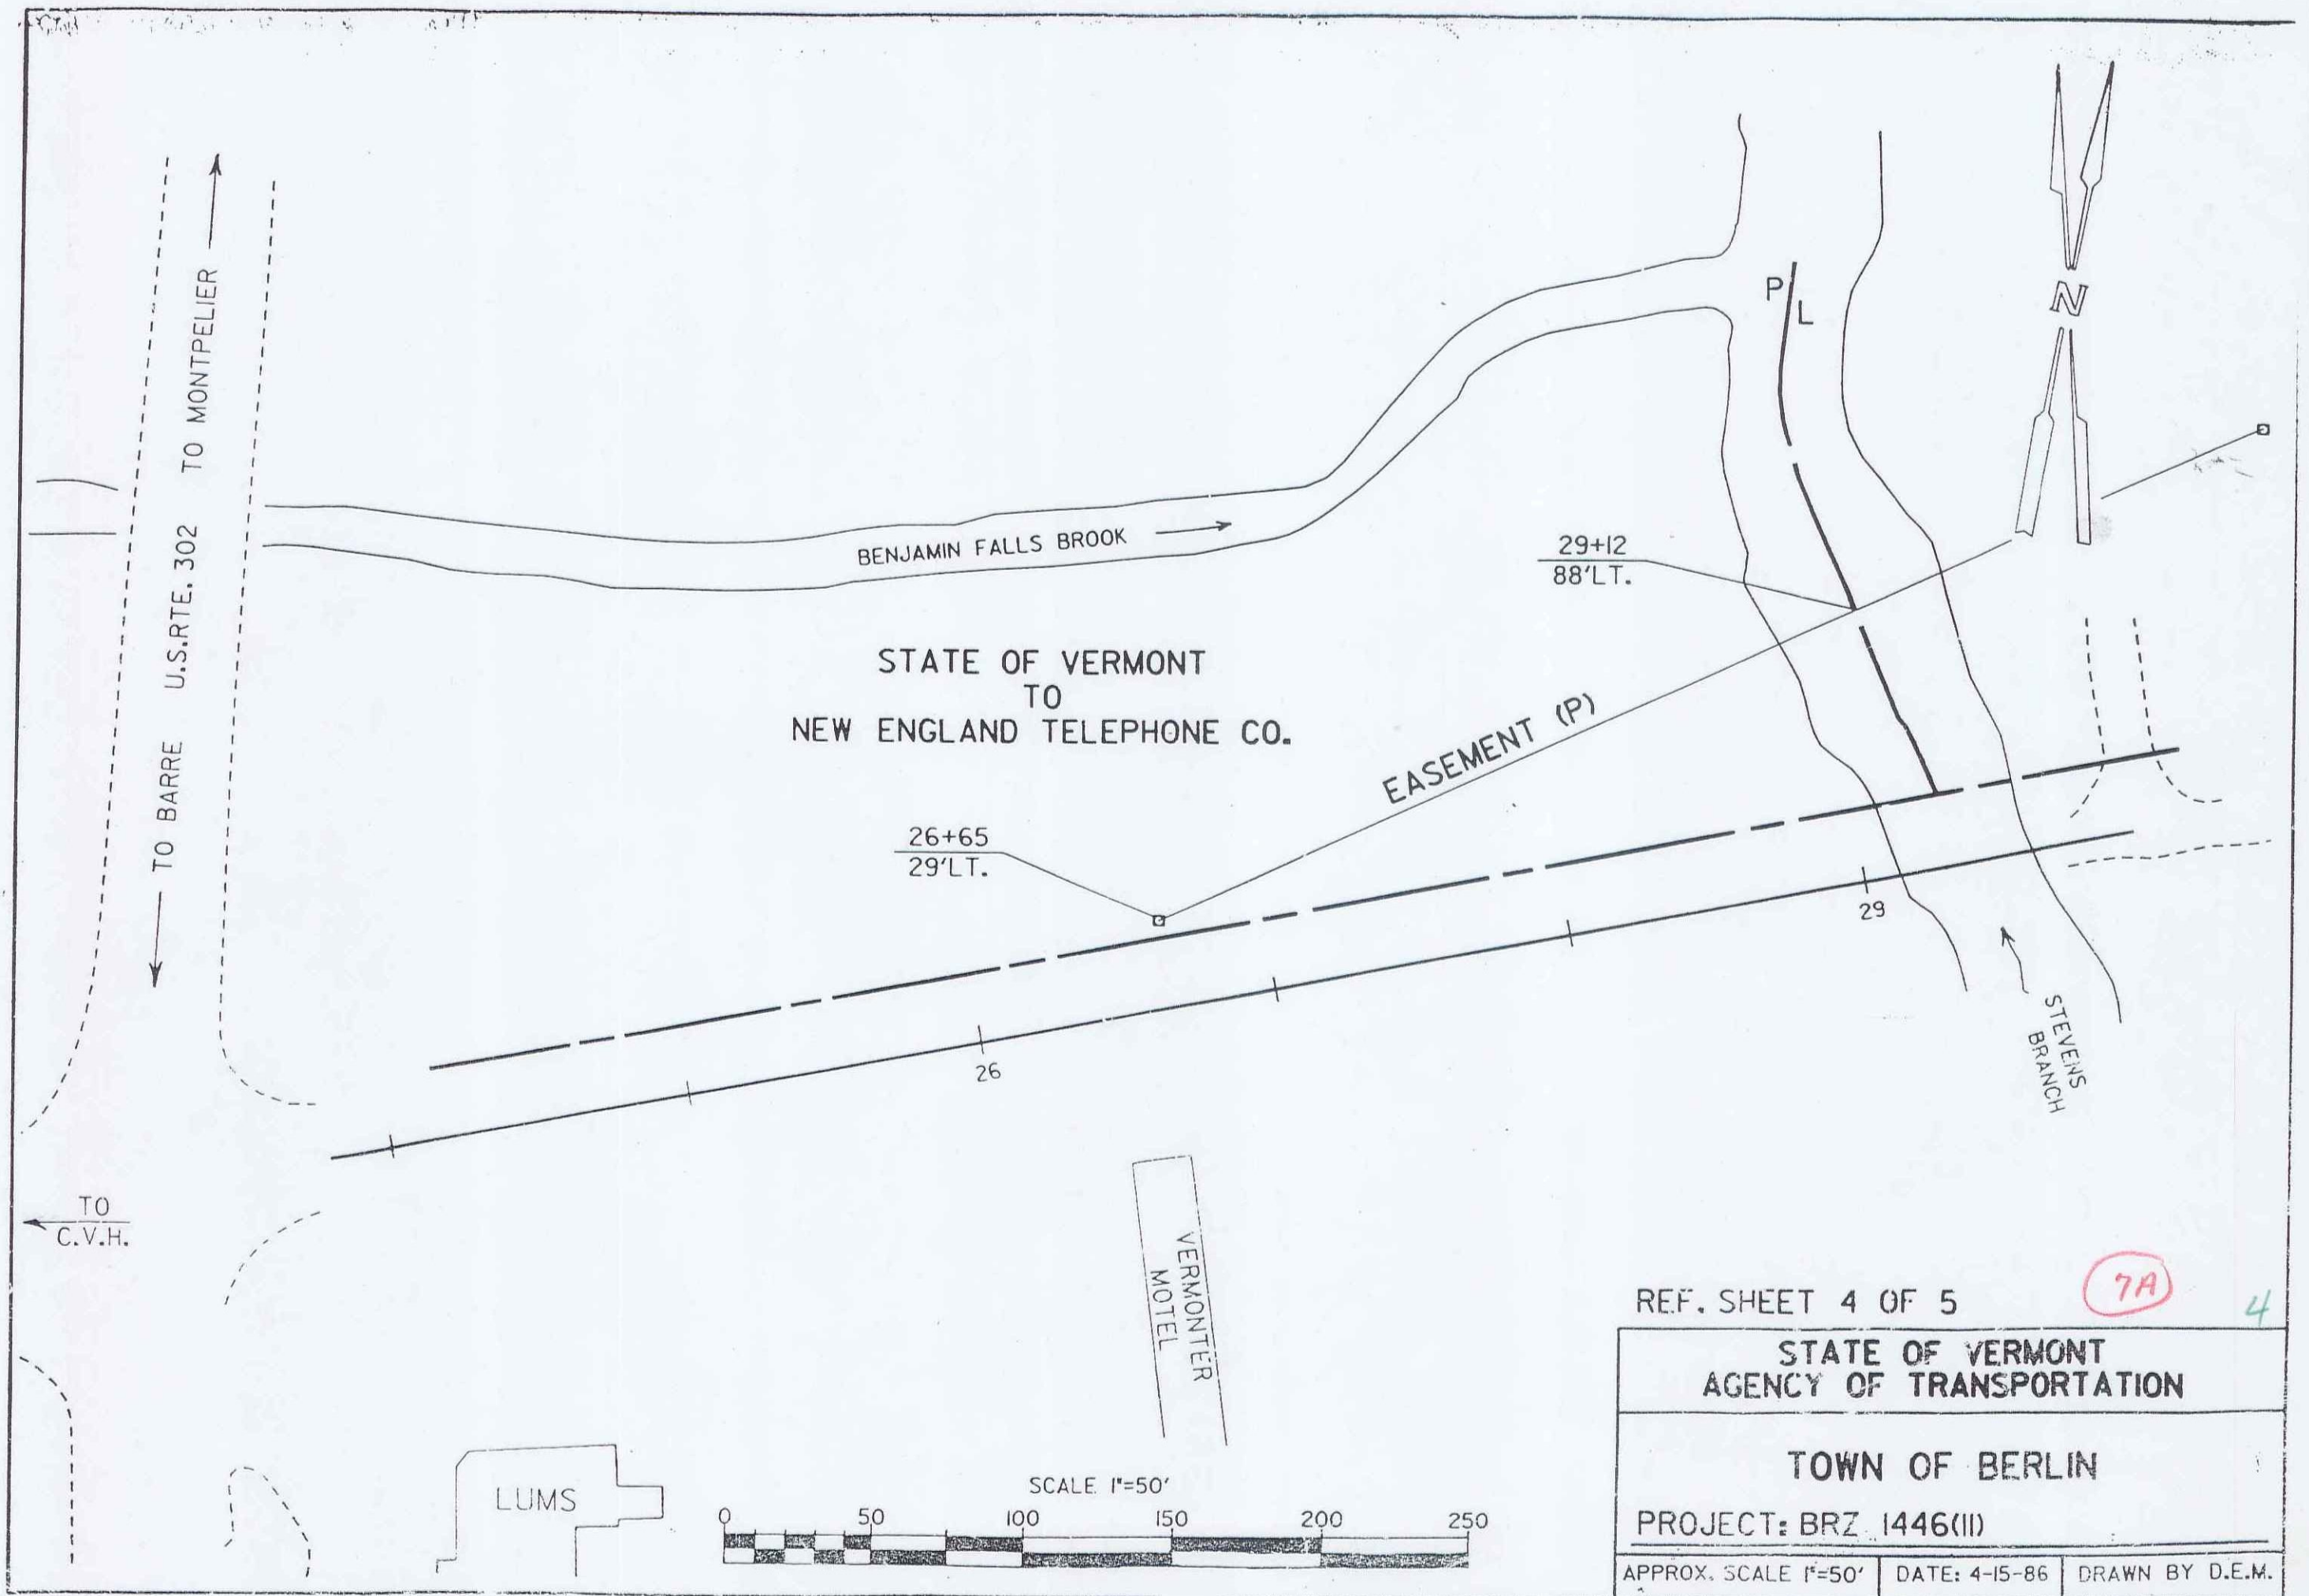 P
L
N
TO BARRE U.S.RTE. 302 TO MONTPELIER
BENJAMIN FALLS BROOK
29+12
88'LT.
STATE OF VERMONT
TO
NEW ENGLAND TELEPHONE CO.
EASEMENT (P)
26+65
29'LT.
29
26
STEVENS
BRANCH
TO
C.V.H.
VERMONTER
MOTEL
LUMS
SCALE 1"=50'
0 50 100 150 200 250
REF. SHEET 4 OF 5
7A
4
STATE OF VERMONT
AGENCY OF TRANSPORTATION
TOWN OF BERLIN
PROJECT: BRZ 1446(11)
APPROX. SCALE 1"=50' DATE: 4-15-86 DRAWN BY D.E.M.